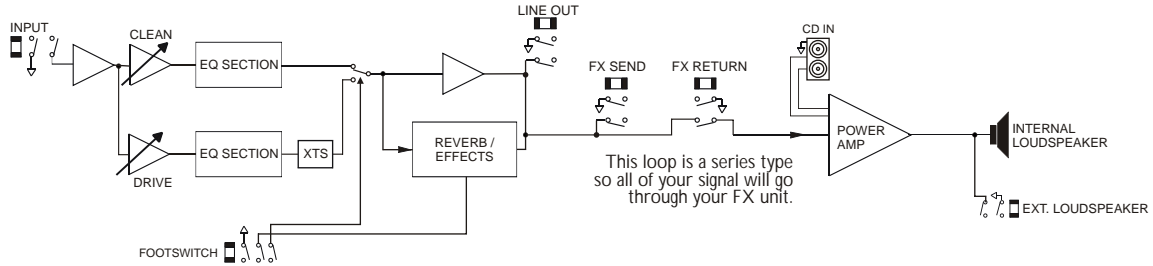 INPUT
CLEAN
EQ SECTION
DRIVE
EQ SECTION
XTS
FOOTSWITCH
REVERB /
EFFECTS
LINE OUT
FX SEND
FX RETURN
This loop is a series type
so all of your signal will go
through your FX unit.
CD IN
POWER
AMP
INTERNAL
LOUDSPEAKER
EXT. LOUDSPEAKER